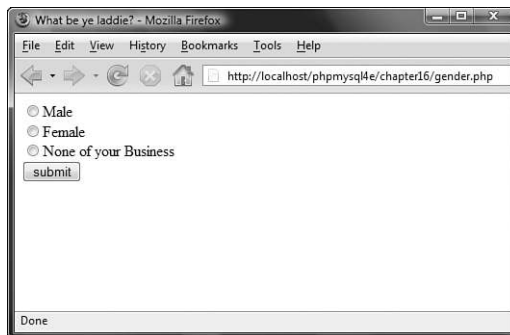 What be ye laddie? - Mozilla Firefox
File Edit View History Bookmarks Tools Help
http://localhost/phpmysql4e/chapter16/gender.php
Male
Female
None of your Business
submit
Done